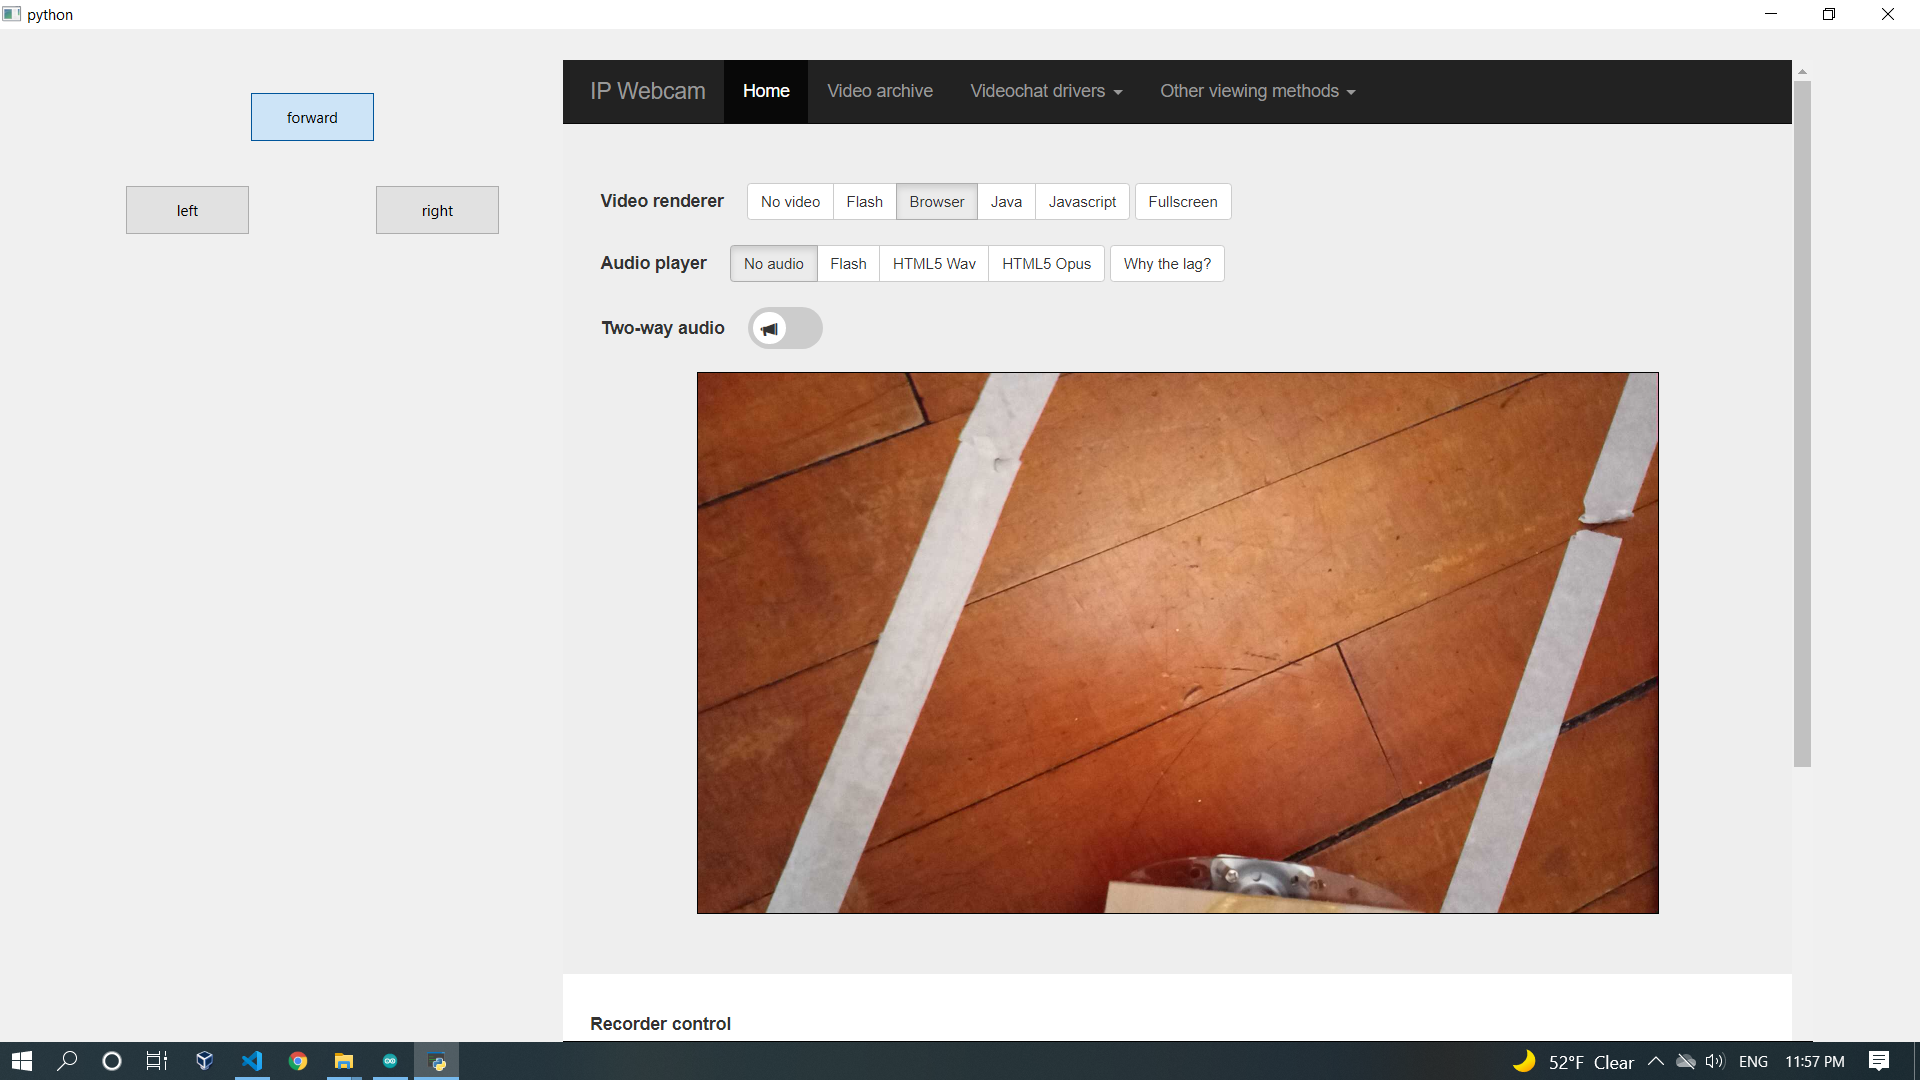 python
forward
left right
IP Webcam Home Video archive Videochat drivers Other viewing methods
Video renderer No video Flash Browser Java Javascript Fullscreen
Audio player No audio Flash HTML5 Wav HTML5 Opus Why the lag?
Two-way audio
Recorder control
52°F Clear ENG 11:57 PM